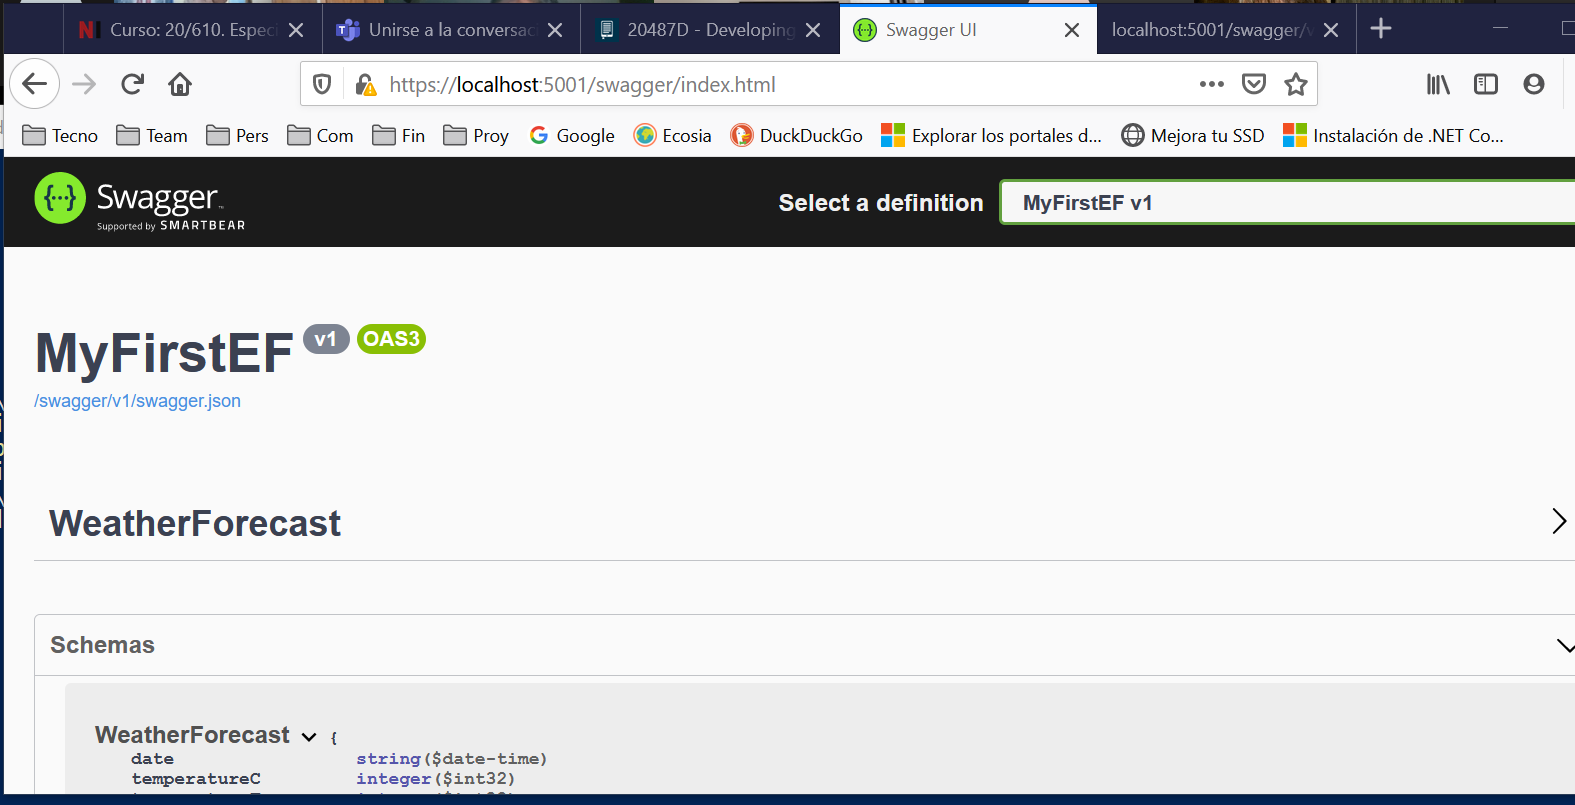 Curso: 20/610. Especi
Unirse a la conversac
20487D - Developing
Swagger UI
localhost:5001/swagger/v
https://localhost:5001/swagger/index.html
Tecno
Team
Pers
Com
Fin
Proy
Google
Ecosia
DuckDuckGo
Explorar los portales d...
Mejora tu SSD
Instalación de .NET Co...
Swagger
Supported by SMARTBEAR
Select a definition
MyFirstEF v1
MyFirstEF v1 OAS3
/swagger/v1/swagger.json
WeatherForecast
Schemas
WeatherForecast {
date string($date-time)
temperatureC integer($int32)